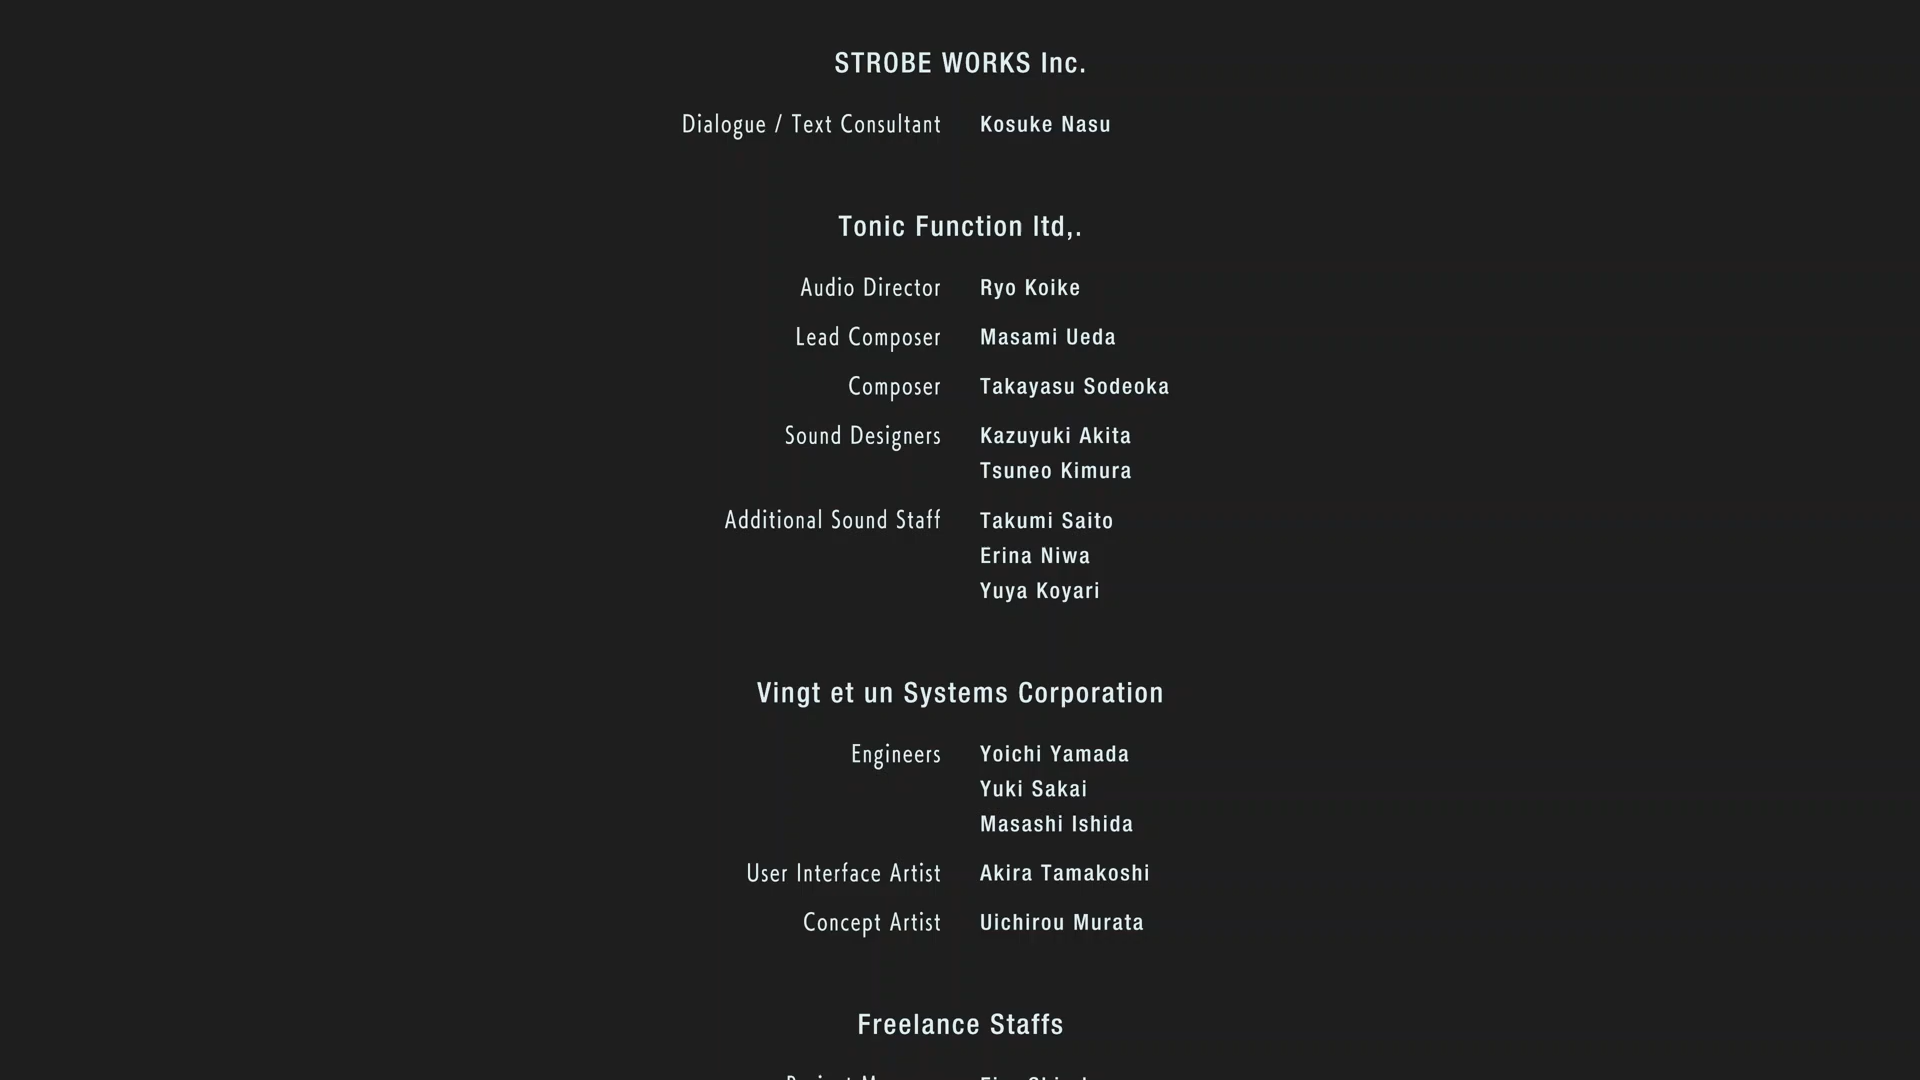 STROBE WORKS Inc.
Dialogue / Text Consultant Kosuke Nasu
Tonic Function ltd,.
Audio Director Ryo Koike
Lead Composer Masami Ueda
Composer Takayasu Sodeoka
Sound Designers Kazuyuki Akita
Tsuneo Kimura
Additional Sound Staff Takumi Saito
Erina Niwa
Yuya Koyari
Vingt et un Systems Corporation
Engineers Yoichi Yamada
Yuki Sakai
Masashi Ishida
User Interface Artist Akira Tamakoshi
Concept Artist Uichirou Murata
Freelance Staffs